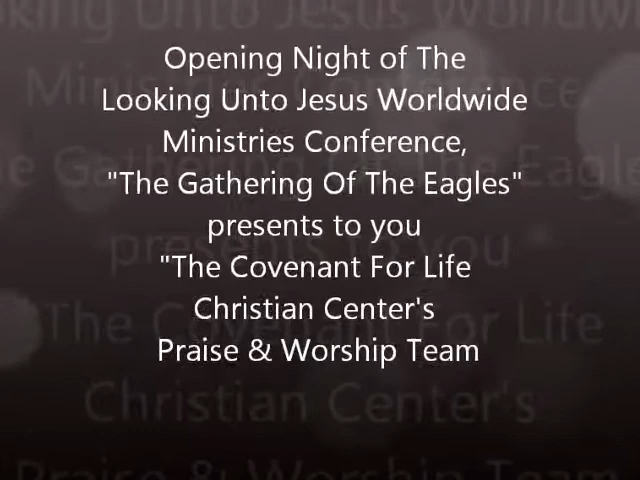 Opening Night of The
Looking Unto Jesus Worldwide
Ministries Conference,
"The Gathering Of The Eagles"
presents to you
"The Covenant For Life
Christian Center's
Praise & Worship Team